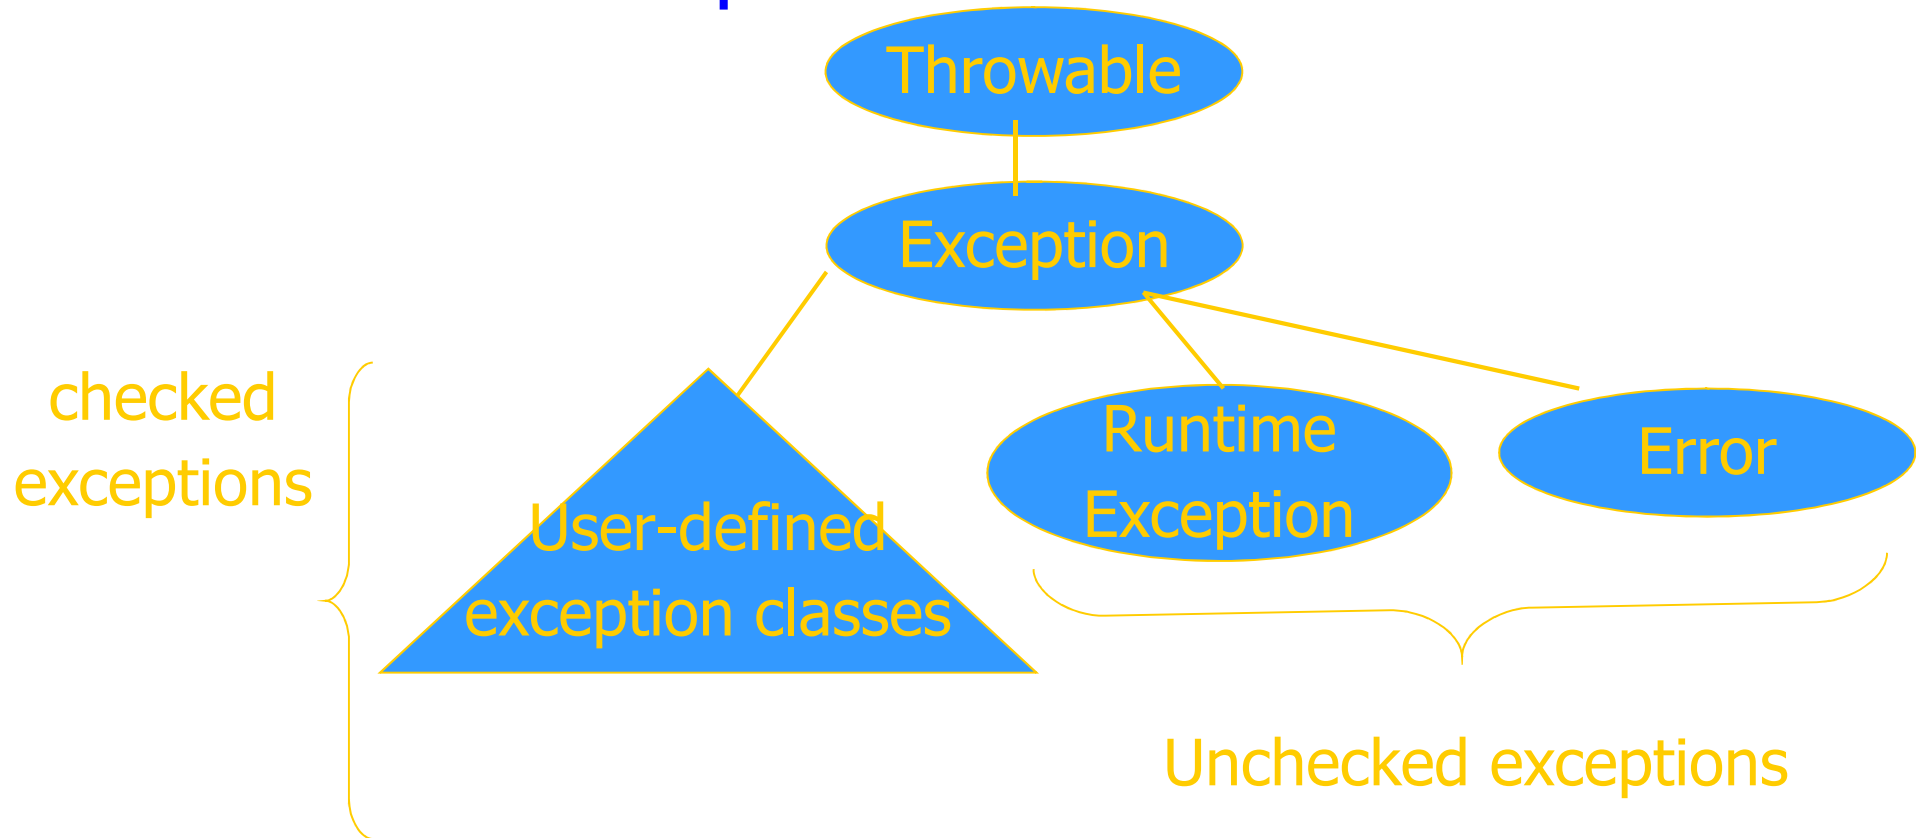 Throwable
Exception
checked
exceptions
User-defined
exception classes
Runtime
Exception
Error
Unchecked exceptions